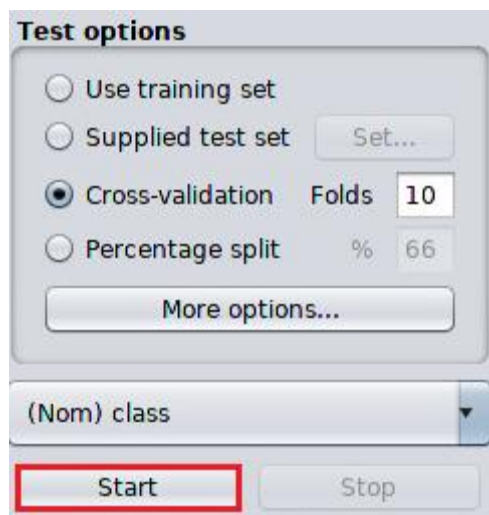 Test options
Use training set
Supplied test set Set...
Cross-validation Folds 10
Percentage split % 66
More options...
(Nom) class
Start Stop